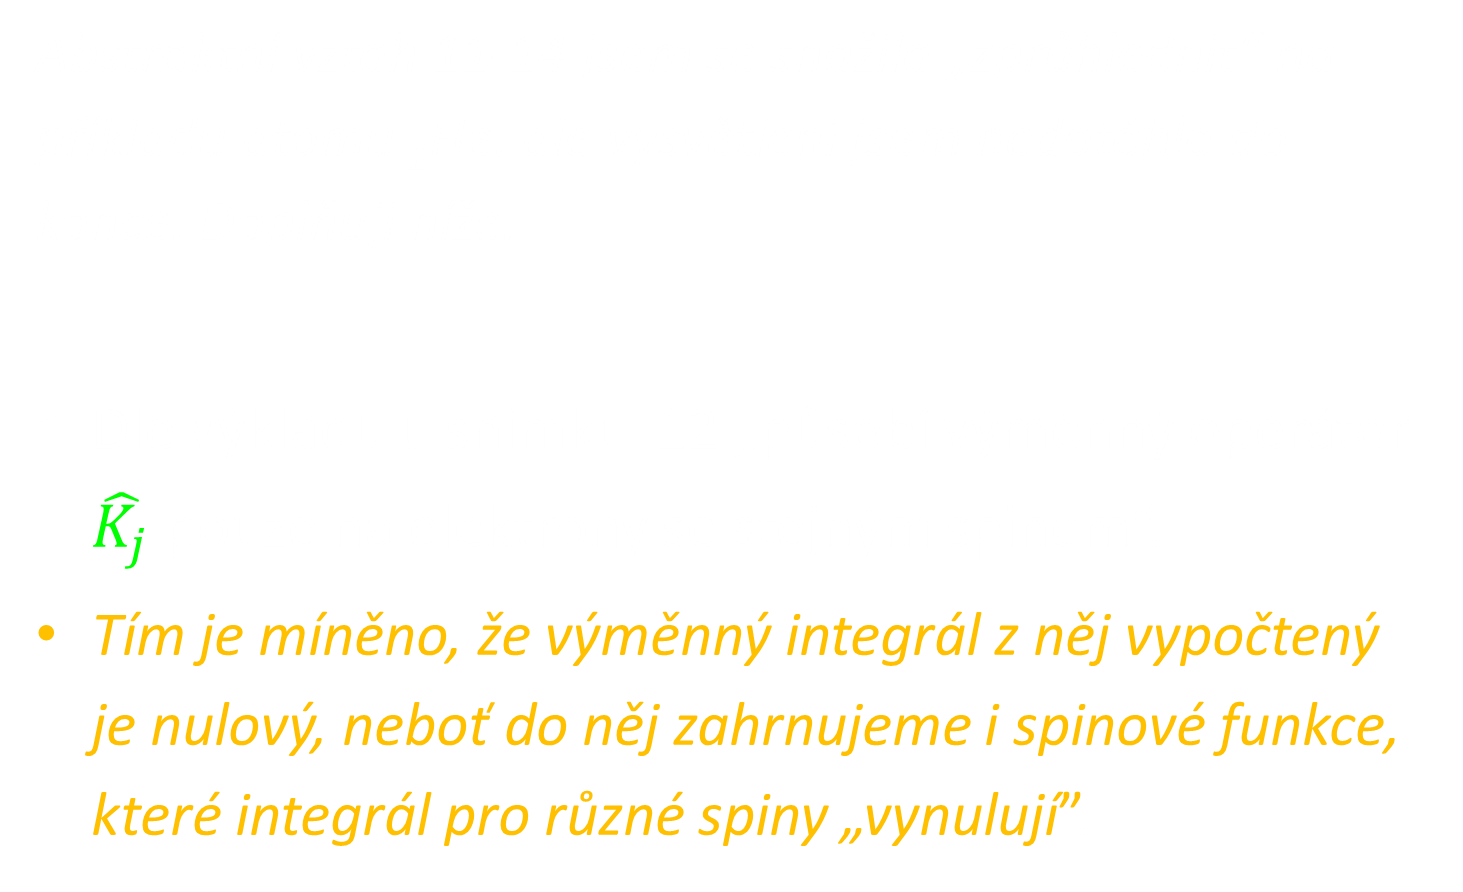 K̂ⱼ
• Tím je míněno, že výměnný integrál z něj vypočtený
je nulový, neboť do něj zahrnujeme i spinové funkce,
které integrál pro různé spiny „vynulují”